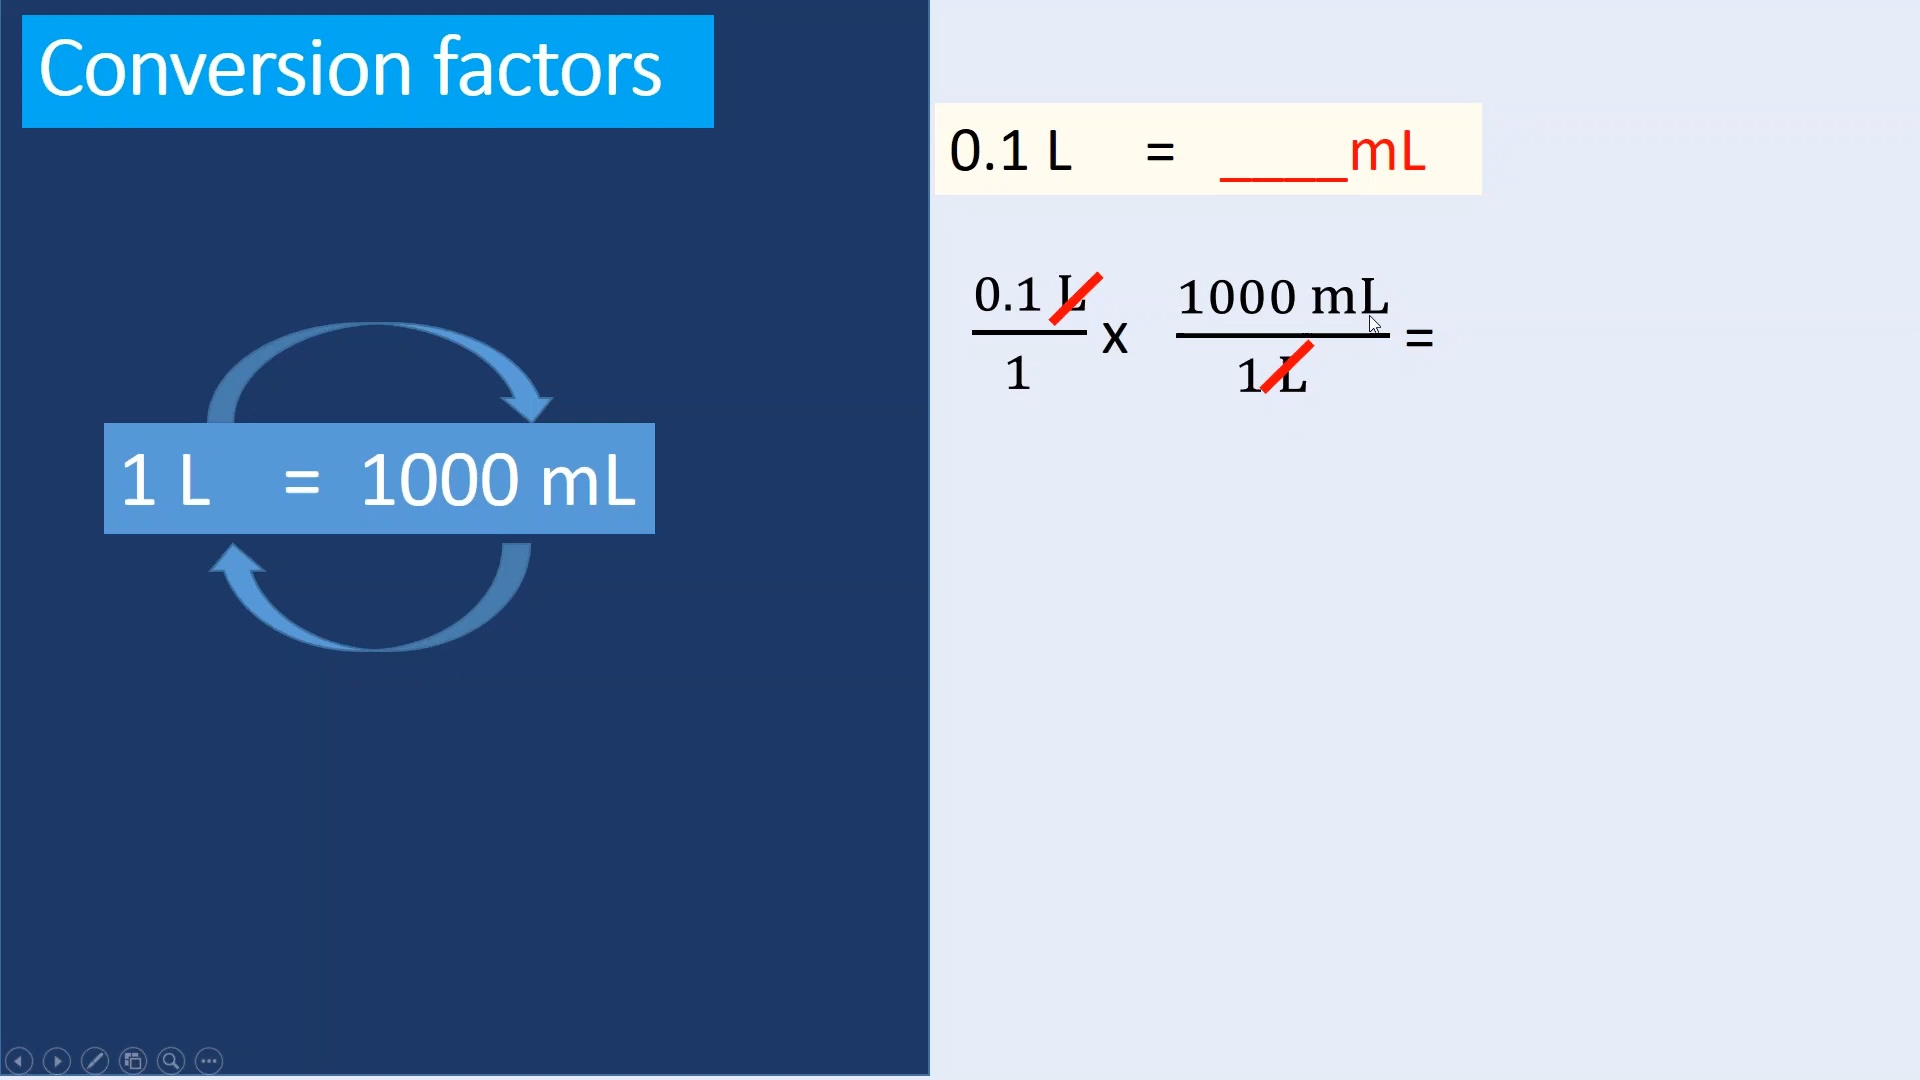 Conversion factors
1 L = 1000 mL
0.1 L = ____mL
0.1 L
1
x
1000 mL
1 L
=